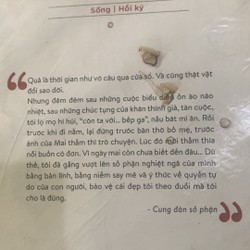 Sống | Hồi ký
Quả là thời gian như vó câu qua cửa sổ. Và cũng thật vật
đổi sao dời.
Nhưng đêm đêm sau những cuộc biểu diễn ồn ào náo
nhiệt, sau những chúc tụng của khán thính giả, tàn cuộc,
tôi lọ mọ hí húi, "còn ta với... bếp ga", nấu bát mì ăn. Rồi
trước khi đi nằm, lại đứng trước bàn thờ bố mẹ, trước
ảnh của Mai thầm thì trò chuyện. Lúc đó mới thấm thía
nỗi buồn cô đơn. Vì ngày mai còn chưa biết đến đâu... Dù
thế, tôi đã gắng vượt lên số phận nghiệt ngã của mình
bằng bản lĩnh, bằng niềm say mê và ý thức về quyền tự
do của con người, bảo vệ cái đẹp tôi theo đuổi mà tôi
cho là đúng.
- Cung đàn số phận -